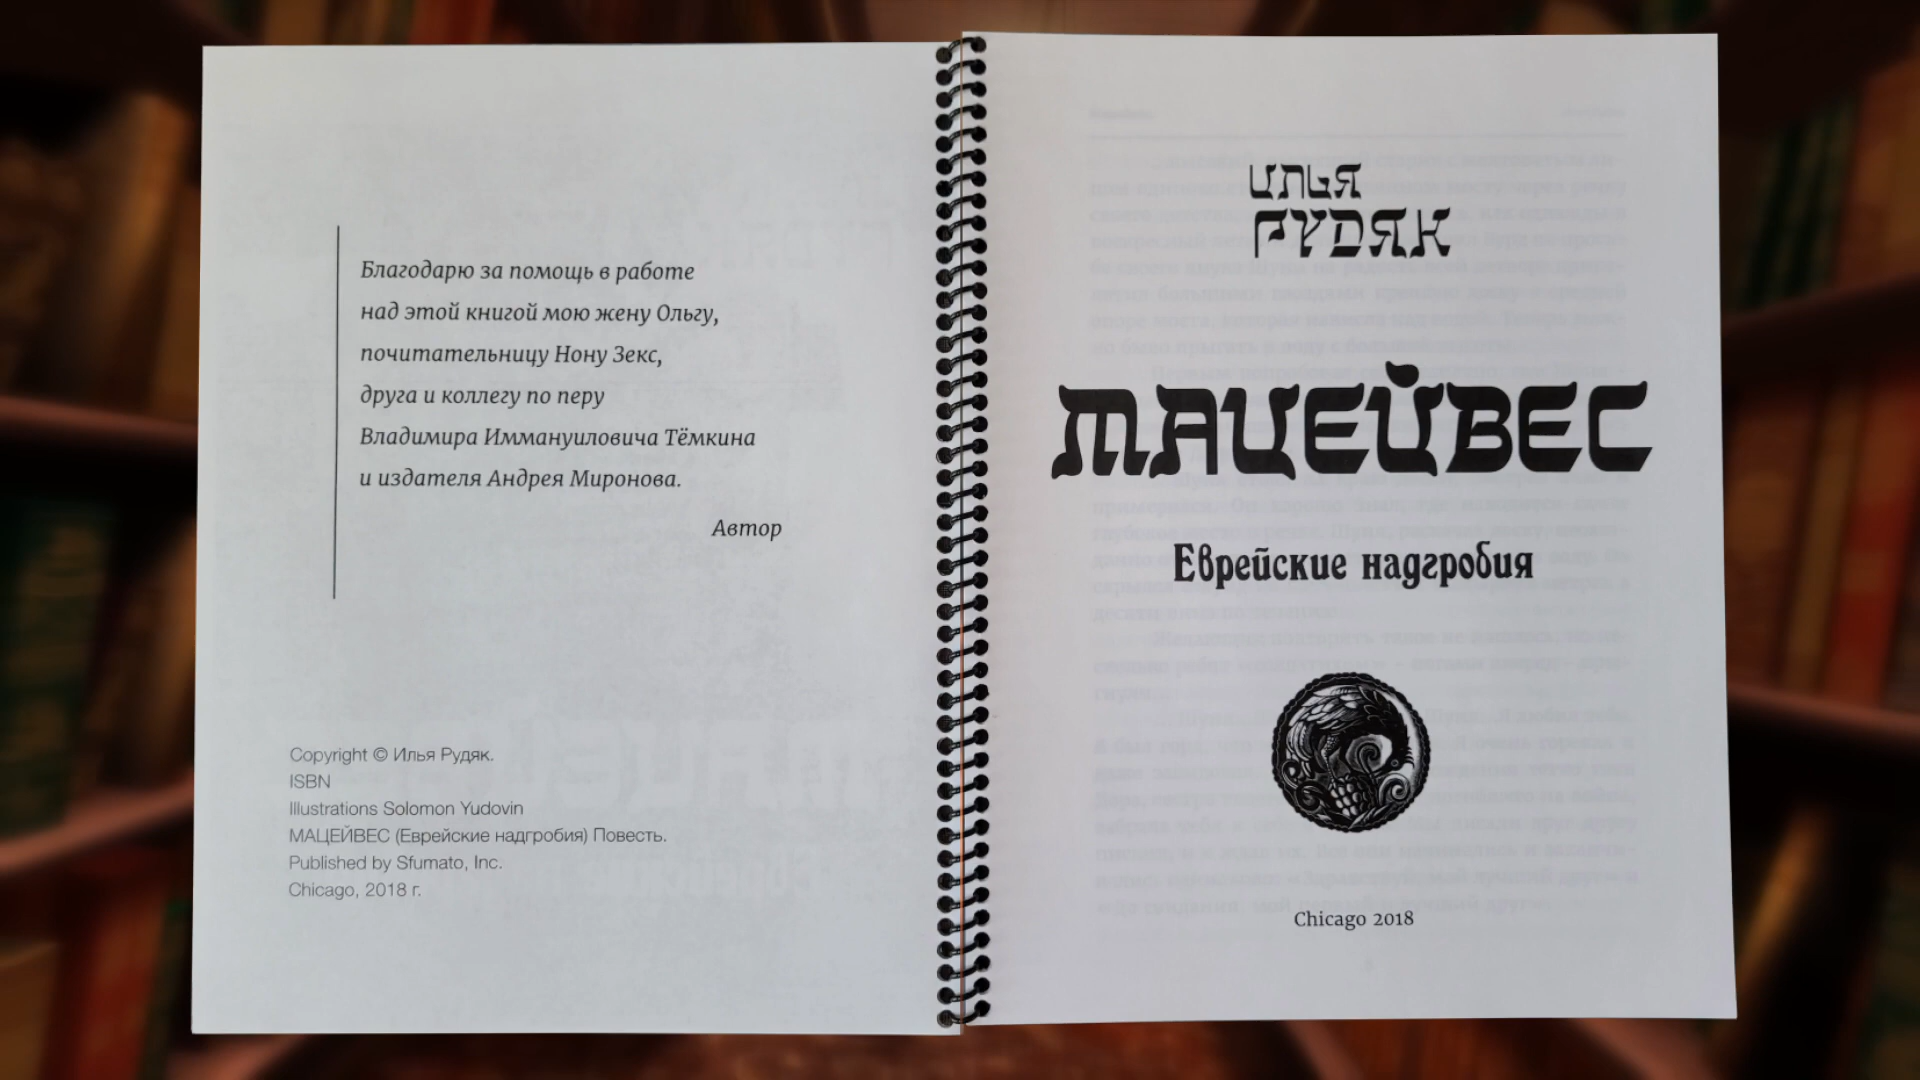 Благодарю за помощь в работе
над этой книгой мою жену Ольгу,
почитательницу Нону Зекс,
друга и коллегу по перу
Владимира Иммануиловича Тёмкина
и издателя Андрея Миронова.
Автор
Copyright © Илья Рудяк.
ISBN
Illustrations Solomon Yudovin
МАЦЕЙВЕС (Еврейские надгробия) Повесть.
Published by Sfumato, Inc.
Chicago, 2018 г.
ИЛЬЯ
РУДЯК
МАЦЕЙВЕС
Еврейские надгробия
Chicago 2018